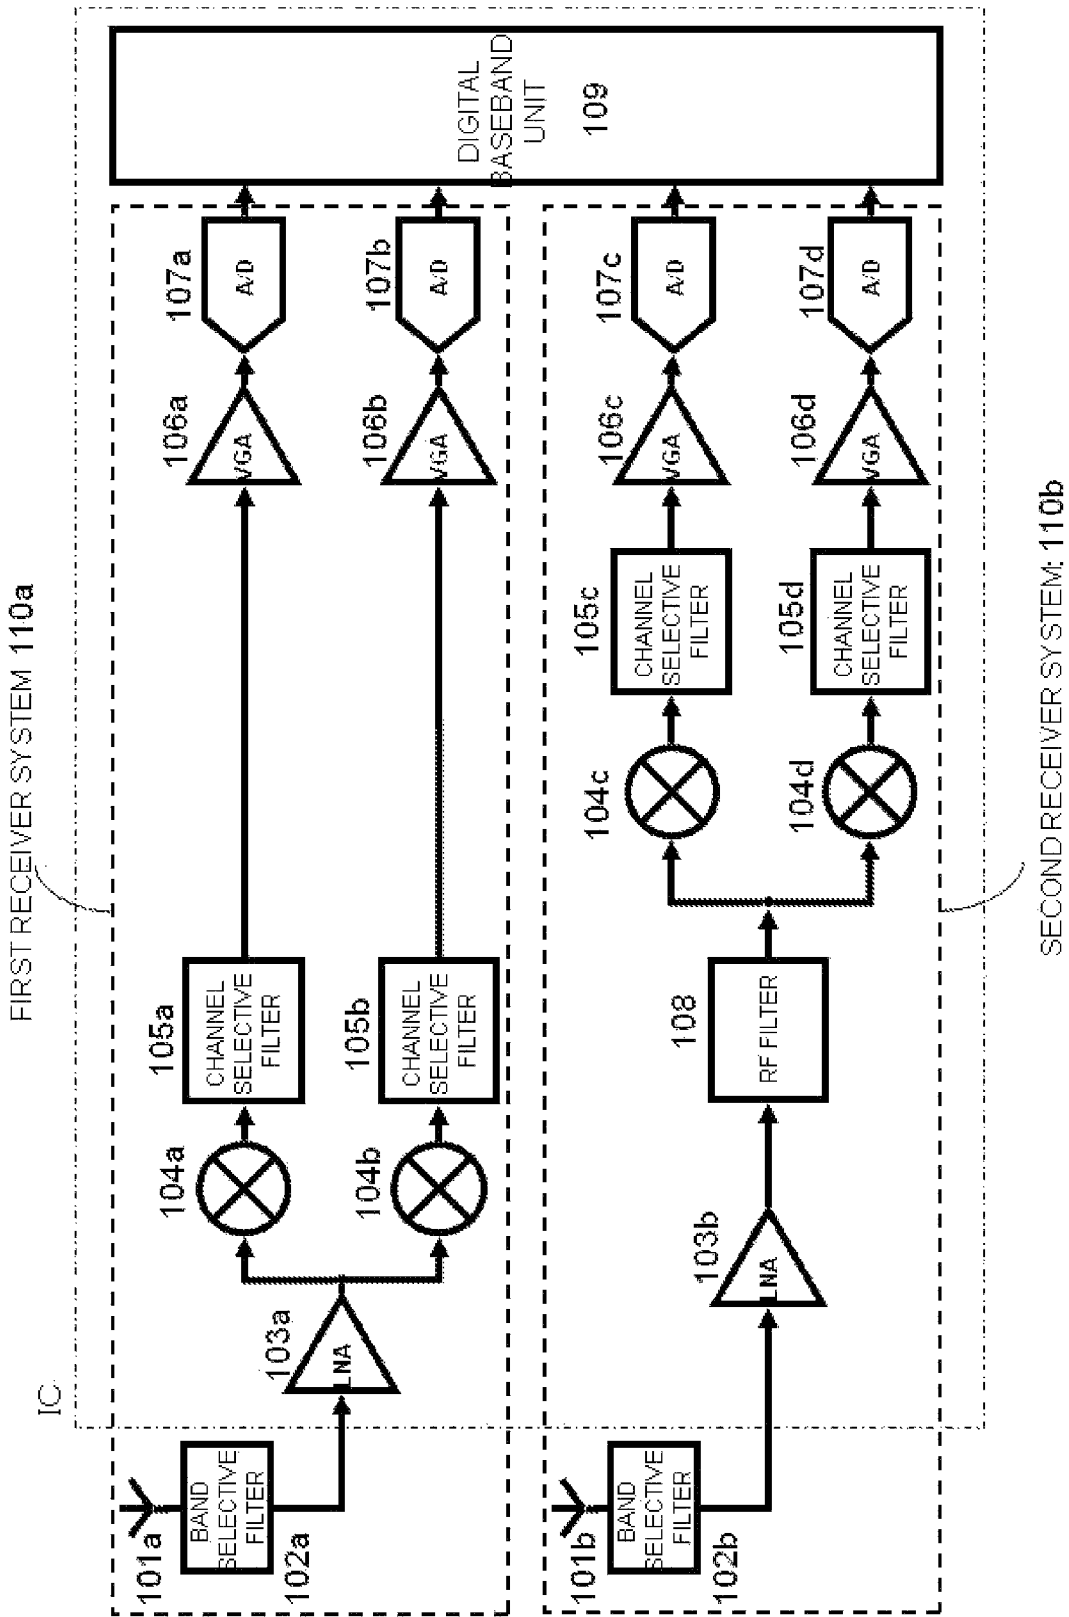 FIRST RECEIVER SYSTEM 110a
IC
101a
BAND
SELECTIVE
FILTER
102a
103a
LNA
104a
104b
105a
CHANNEL
SELECTIVE
FILTER
105b
CHANNEL
SELECTIVE
FILTER
106a
VGA
106b
VGA
107a
A/D
107b
A/D
DIGITAL
BASEBAND
UNIT
109
101b
BAND
SELECTIVE
FILTER
102b
103b
LNA
108
RF FILTER
104c
104d
105c
CHANNEL
SELECTIVE
FILTER
105d
CHANNEL
SELECTIVE
FILTER
106c
VGA
106d
VGA
107c
A/D
107d
A/D
SECOND RECEIVER SYSTEM: 110b